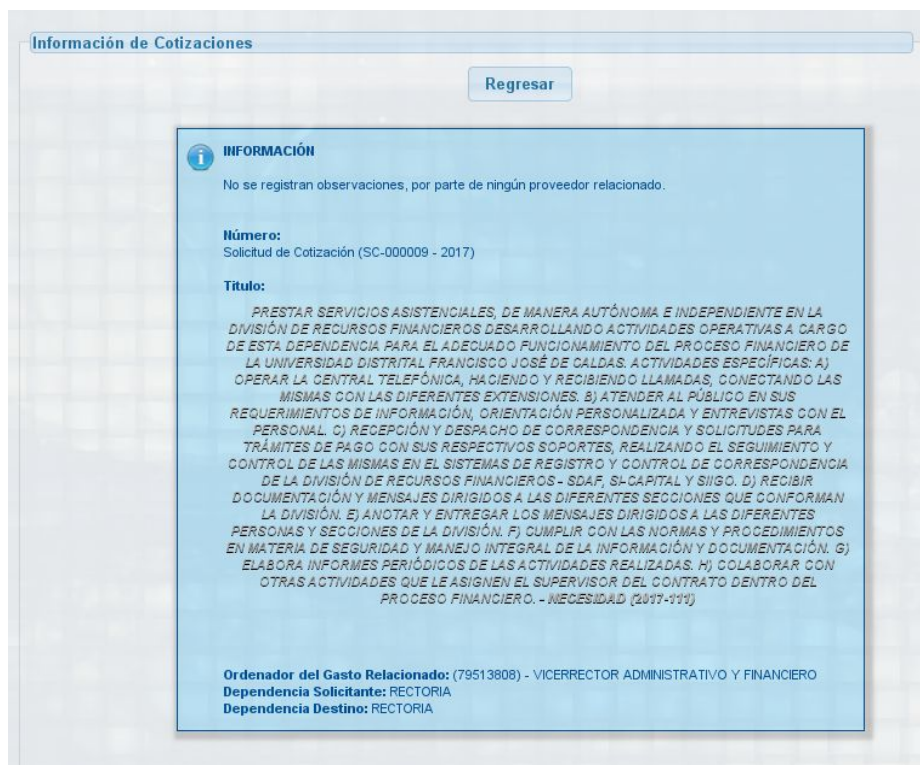 Información de Cotizaciones
Regresar
INFORMACIÓN
No se registran observaciones, por parte de ningún proveedor relacionado.
Número:
Solicitud de Cotización (SC-000009 - 2017)
Titulo:
PRESTAR SERVICIOS ASISTENCIALES, DE MANERA AUTÓNOMA E INDEPENDIENTE EN LA
DIVISIÓN DE RECURSOS FINANCIEROS DESARROLLANDO ACTIVIDADES OPERATIVAS A CARGO
DE ESTA DEPENDENCIA PARA EL ADECUADO FUNCIONAMIENTO DEL PROCESO FINANCIERO DE
LA UNIVERSIDAD DISTRITAL FRANCISCO JOSÉ DE CALDAS. ACTIVIDADES ESPECÍFICAS: A)
OPERAR LA CENTRAL TELEFÓNICA, HACIENDO Y RECIBIENDO LLAMADAS, CONECTANDO LAS
MISMAS CON LAS DIFERENTES EXTENSIONES. B) ATENDER AL PÚBLICO EN SUS
REQUERIMIENTOS DE INFORMACIÓN, ORIENTACIÓN PERSONALIZADA Y ENTREVISTAS CON EL
PERSONAL. C) RECEPCIÓN Y DESPACHO DE CORRESPONDENCIA Y SOLICITUDES PARA
TRÁMITES DE PAGO CON SUS RESPECTIVOS SOPORTES, REALIZANDO EL SEGUIMIENTO Y
CONTROL DE LAS MISMAS EN EL SISTEMAS DE REGISTRO Y CONTROL DE CORRESPONDENCIA
DE LA DIVISIÓN DE RECURSOS FINANCIEROS - SDAF, SI-CAPITAL Y SIIGO. D) RECIBIR
DOCUMENTACIÓN Y MENSAJES DIRIGIDOS A LAS DIFERENTES SECCIONES QUE CONFORMAN
LA DIVISIÓN. E) ANOTAR Y ENTREGAR LOS MENSAJES DIRIGIDOS A LAS DIFERENTES
PERSONAS Y SECCIONES DE LA DIVISIÓN. F) CUMPLIR CON LAS NORMAS Y PROCEDIMIENTOS
EN MATERIA DE SEGURIDAD Y MANEJO INTEGRAL DE LA INFORMACIÓN Y DOCUMENTACIÓN. G)
ELABORA INFORMES PERIÓDICOS DE LAS ACTIVIDADES REALIZADAS. H) COLABORAR CON
OTRAS ACTIVIDADES QUE LE ASIGNEN EL SUPERVISOR DEL CONTRATO DENTRO DEL
PROCESO FINANCIERO. - NECESIDAD (2017-111)
Ordenador del Gasto Relacionado: (79513808) - VICERRECTOR ADMINISTRATIVO Y FINANCIERO
Dependencia Solicitante: RECTORIA
Dependencia Destino: RECTORIA